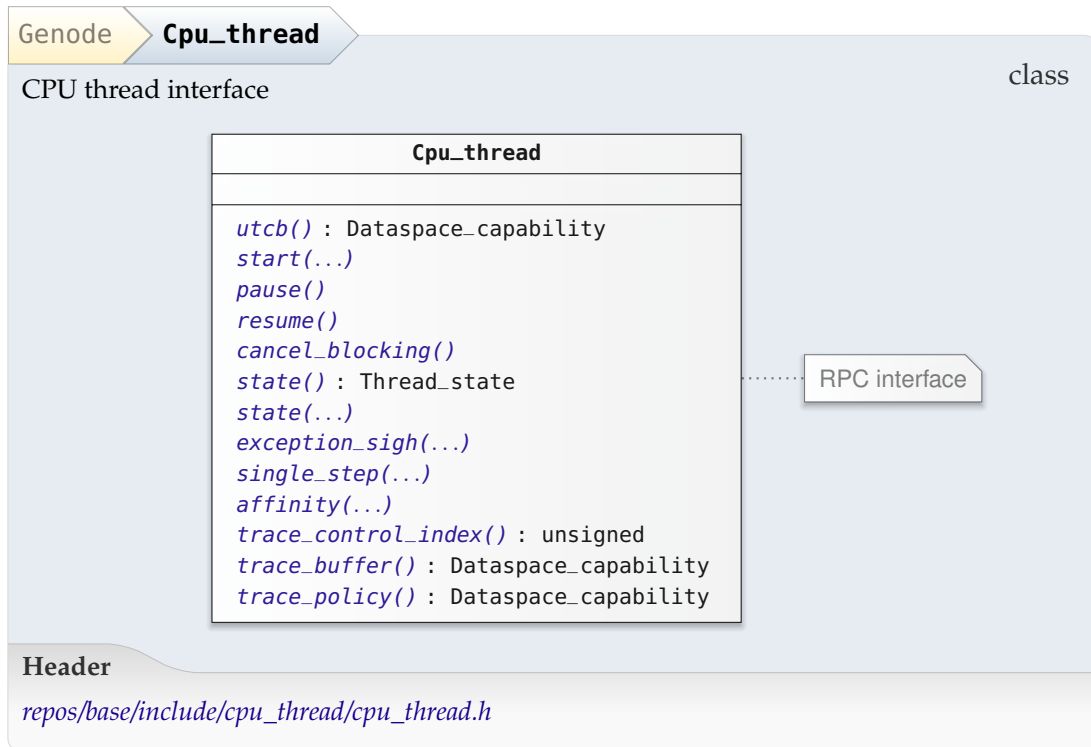 Genode Cpu_thread
CPU thread interface
class
Cpu_thread
utcb() : Dataspace_capability
start(...)
pause()
resume()
cancel_blocking()
state() : Thread_state
state(...)
exception_sigh(...)
single_step(...)
affinity(...)
trace_control_index() : unsigned
trace_buffer() : Dataspace_capability
trace_policy() : Dataspace_capability
RPC interface
Header
repos/base/include/cpu_thread/cpu_thread.h